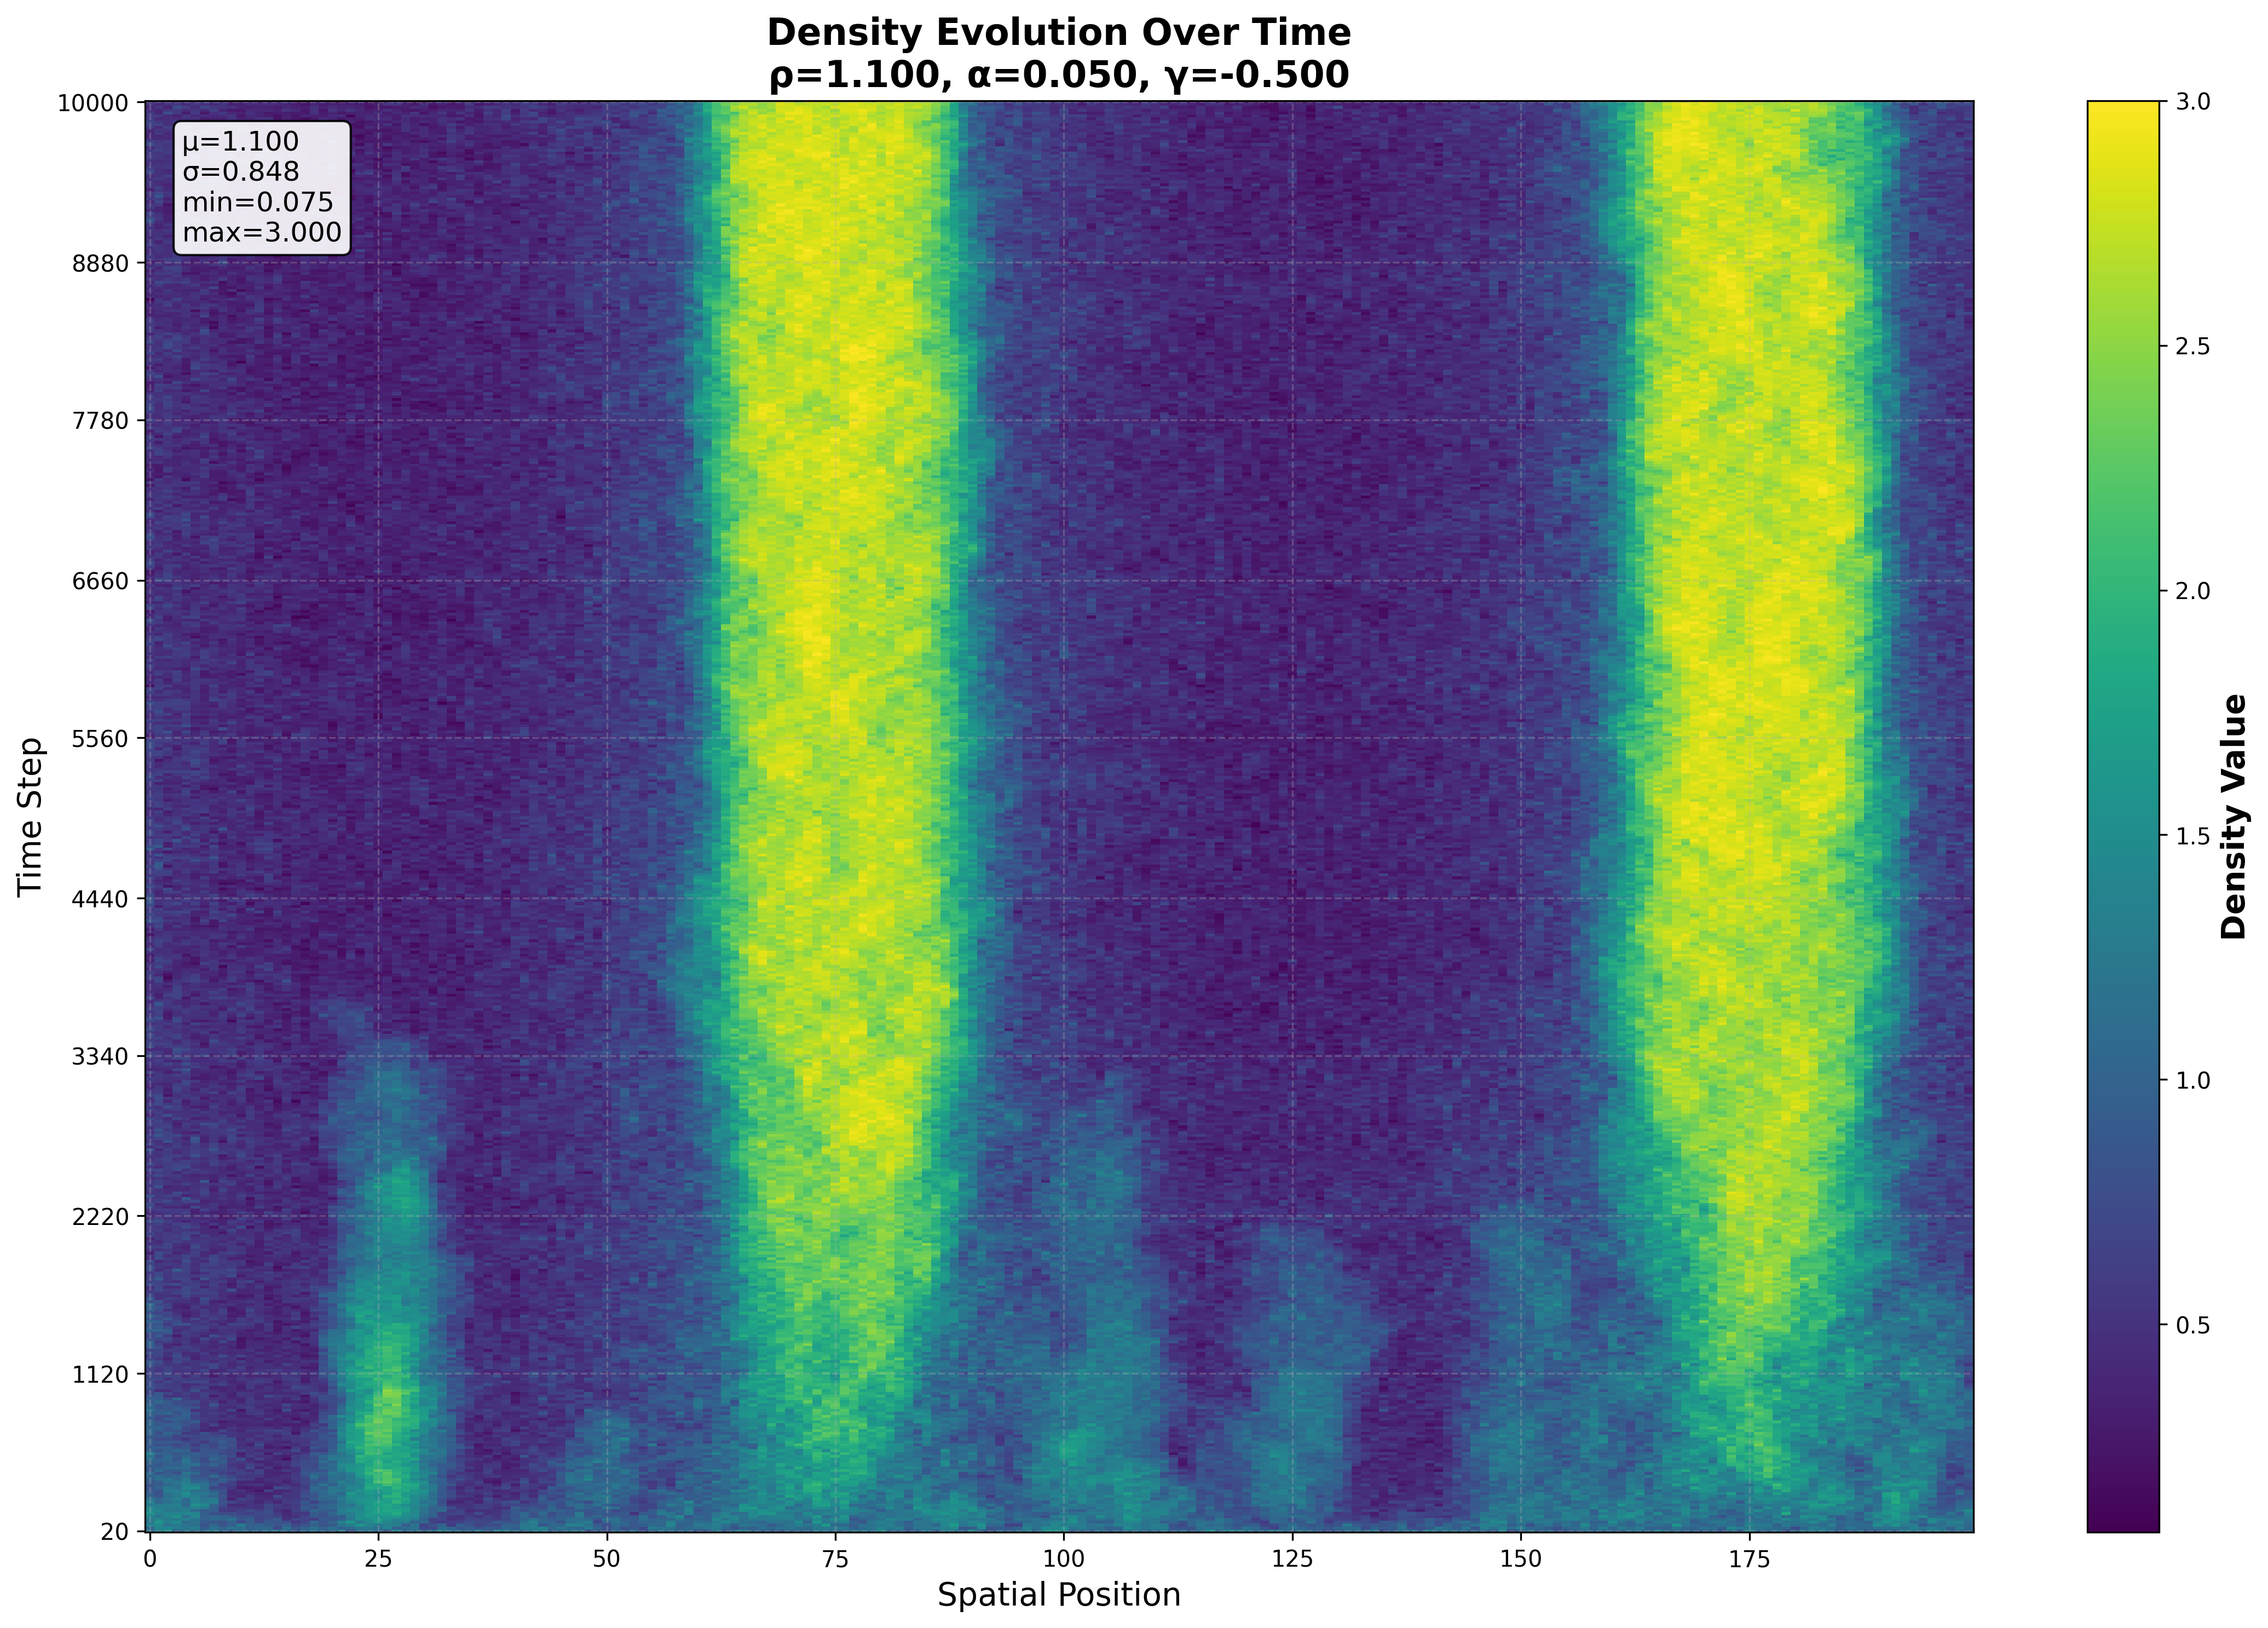 Density Evolution Over Time
ρ=1.100, α=0.050, γ=-0.500
μ=1.100
σ=0.848
min=0.075
max=3.000
10000
8880
7780
6660
5560
4440
3340
2220
1120
20
Time Step
0 25 50 75 100 125 150 175
Spatial Position
3.0
2.5
2.0
1.5
1.0
0.5
Density Value